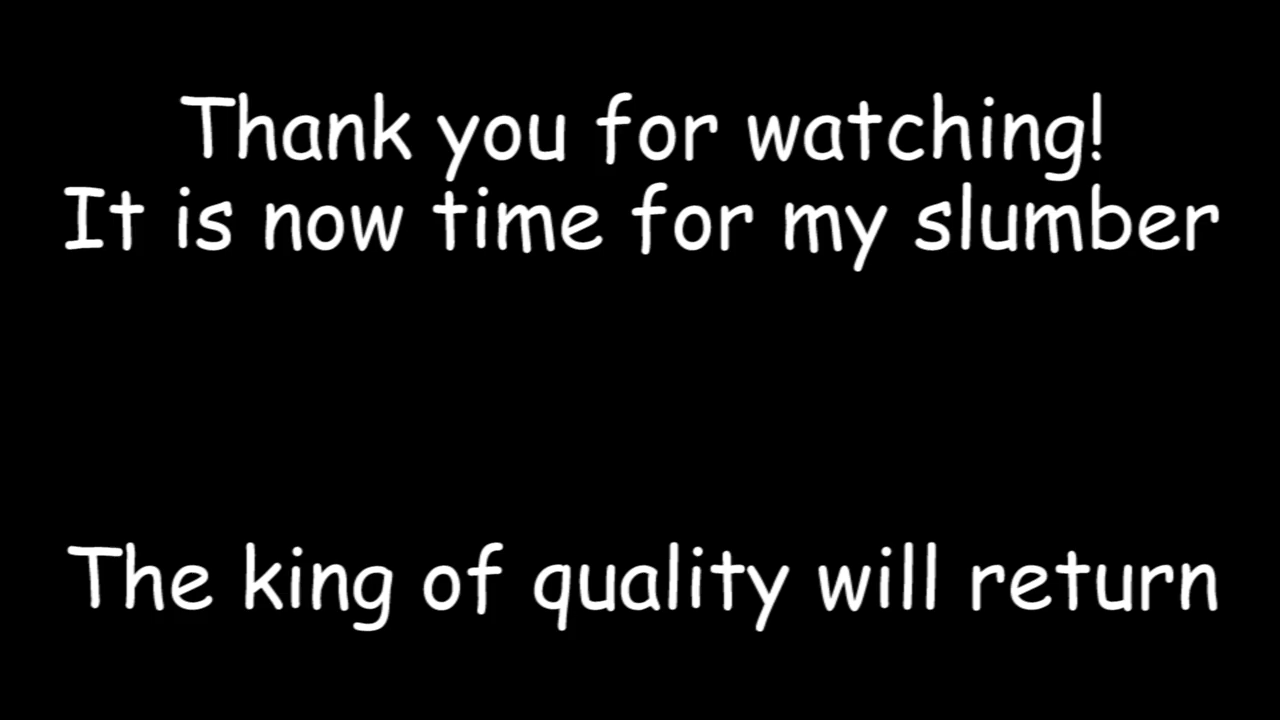 Thank you for watching!
It is now time for my slumber
The king of quality will return